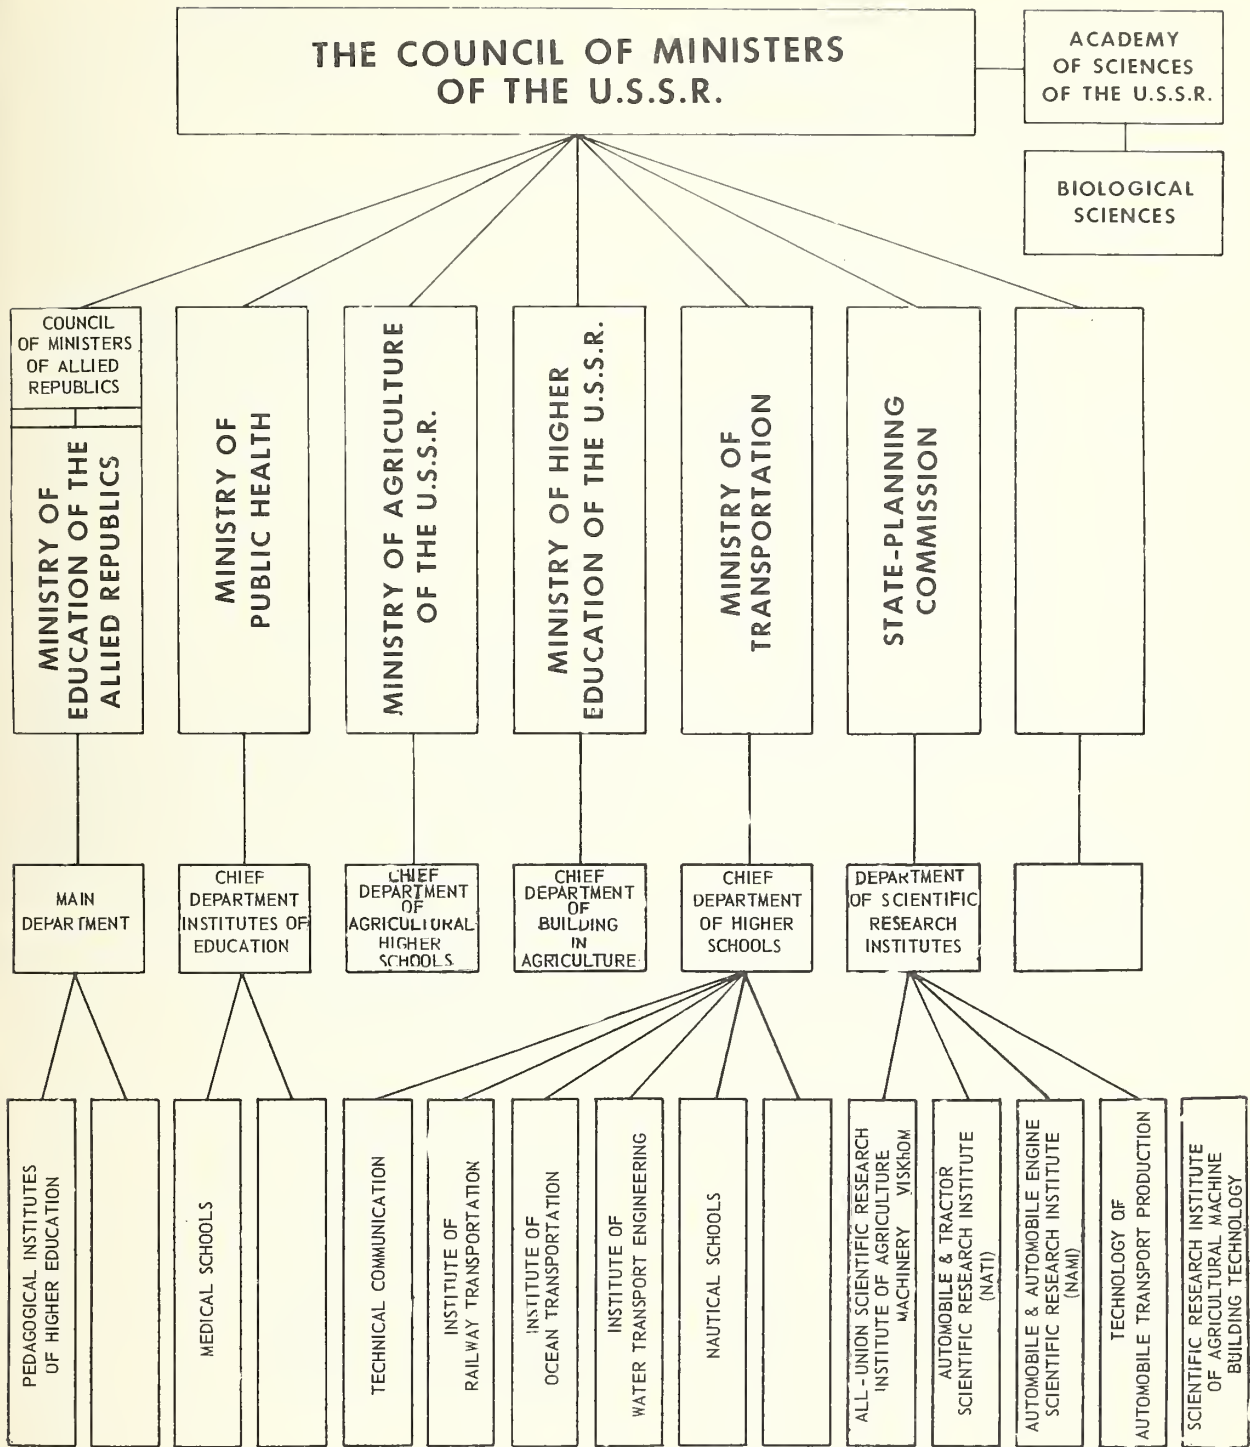 THE COUNCIL OF MINISTERS
OF THE U.S.S.R.
ACADEMY
OF SCIENCES
OF THE U.S.S.R.
BIOLOGICAL
SCIENCES
COUNCIL
OF MINISTERS
OF ALLIED
REPUBLICS
MINISTRY OF
EDUCATION OF THE
ALLIED REPUBLICS
MINISTRY OF
PUBLIC HEALTH
MINISTRY OF AGRICULTURE
OF THE U.S.S.R.
MINISTRY OF HIGHER
EDUCATION OF THE U.S.S.R.
MINISTRY OF
TRANSPORTATION
STATE-PLANNING
COMMISSION
MAIN
DEPARTMENT
CHIEF
DEPARTMENT
INSTITUTES OF
EDUCATION
CHIEF
DEPARTMENT
OF
AGRICULTURAL
HIGHER
SCHOOLS
CHIEF
DEPARTMENT
OF
BUILDING
IN
AGRICULTURE
CHIEF
DEPARTMENT
OF HIGHER
SCHOOLS
DEPARTMENT
OF SCIENTIFIC
RESEARCH
INSTITUTES
PEDAGOGICAL INSTITUTES
OF HIGHER EDUCATION
MEDICAL SCHOOLS
TECHNICAL COMMUNICATION
INSTITUTE OF
RAILWAY TRANSPORTATION
INSTITUTE OF
OCEAN TRANSPORTATION
INSTITUTE OF
WATER TRANSPORT ENGINEERING
NAUTICAL SCHOOLS
ALL-UNION SCIENTIFIC RESEARCH
INSTITUTE OF AGRICULTURE
MACHINERY VISKhOM
AUTOMOBILE & TRACTOR
SCIENTIFIC RESEARCH INSTITUTE
(NATI)
AUTOMOBILE & AUTOMOBILE ENGINE
SCIENTIFIC RESEARCH INSTITUTE
(NAMI)
TECHNOLOGY OF
AUTOMOBILE TRANSPORT PRODUCTION
SCIENTIFIC RESEARCH INSTITUTE
OF AGRICULTURAL MACHINE
BUILDING TECHNOLOGY